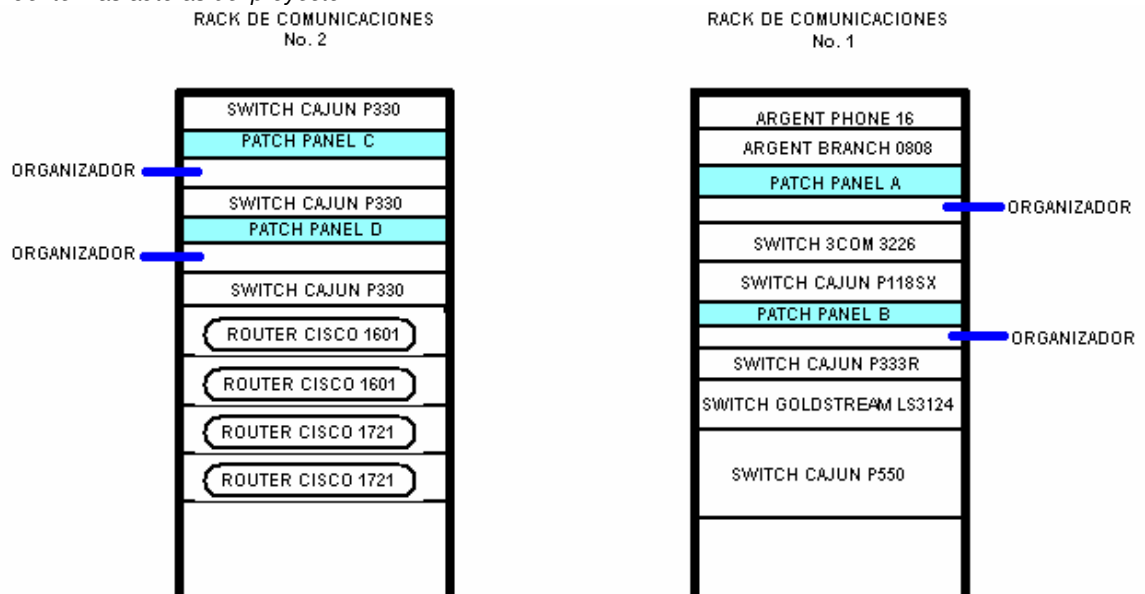 RACK DE COMUNICACIONES
No. 2
SWITCH CAJUN P330
PATCH PANEL C
ORGANIZADOR
SWITCH CAJUN P330
PATCH PANEL D
ORGANIZADOR
SWITCH CAJUN P330
ROUTER CISCO 1601
ROUTER CISCO 1601
ROUTER CISCO 1721
ROUTER CISCO 1721
RACK DE COMUNICACIONES
No. 1
ARGENT PHONE 16
ARGENT BRANCH 0808
PATCH PANEL A
ORGANIZADOR
SWITCH 3COM 3226
SWITCH CAJUN P118SX
PATCH PANEL B
ORGANIZADOR
SWITCH CAJUN P333R
SWITCH GOLDSTREAM LS3124
SWITCH CAJUN P550